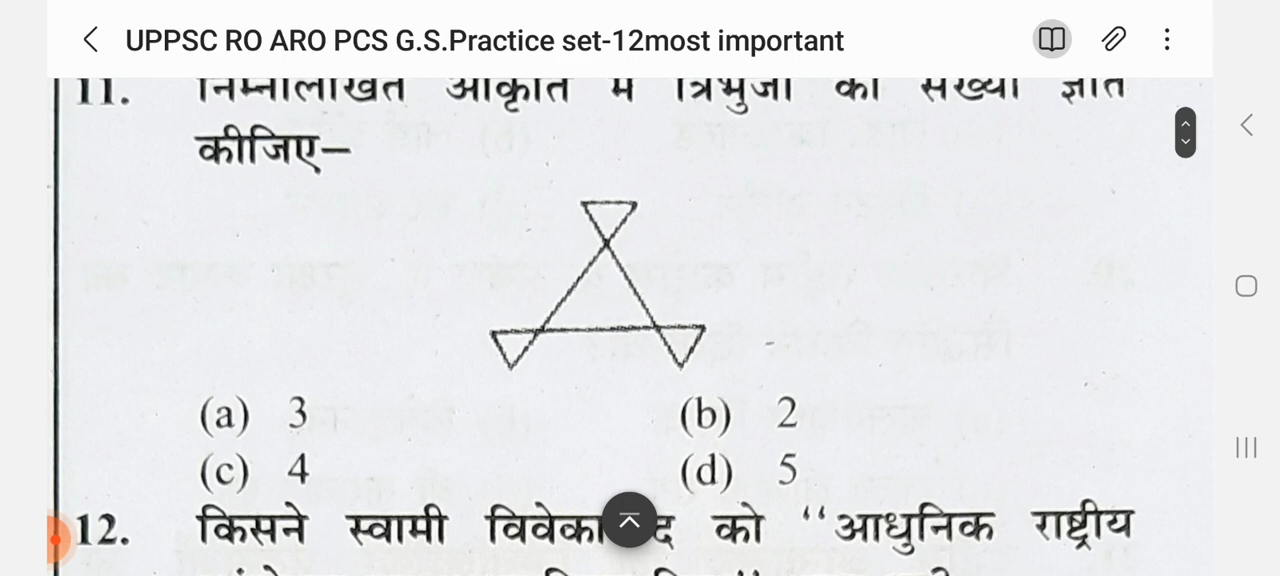 UPPSC RO ARO PCS G.S.Practice set-12most important
11. निम्नलिखित आकृति में त्रिभुजों की संख्या ज्ञात
कीजिए–
(a) 3 (b) 2
(c) 4 (d) 5
12. किसने स्वामी को "आधुनिक राष्ट्रीय